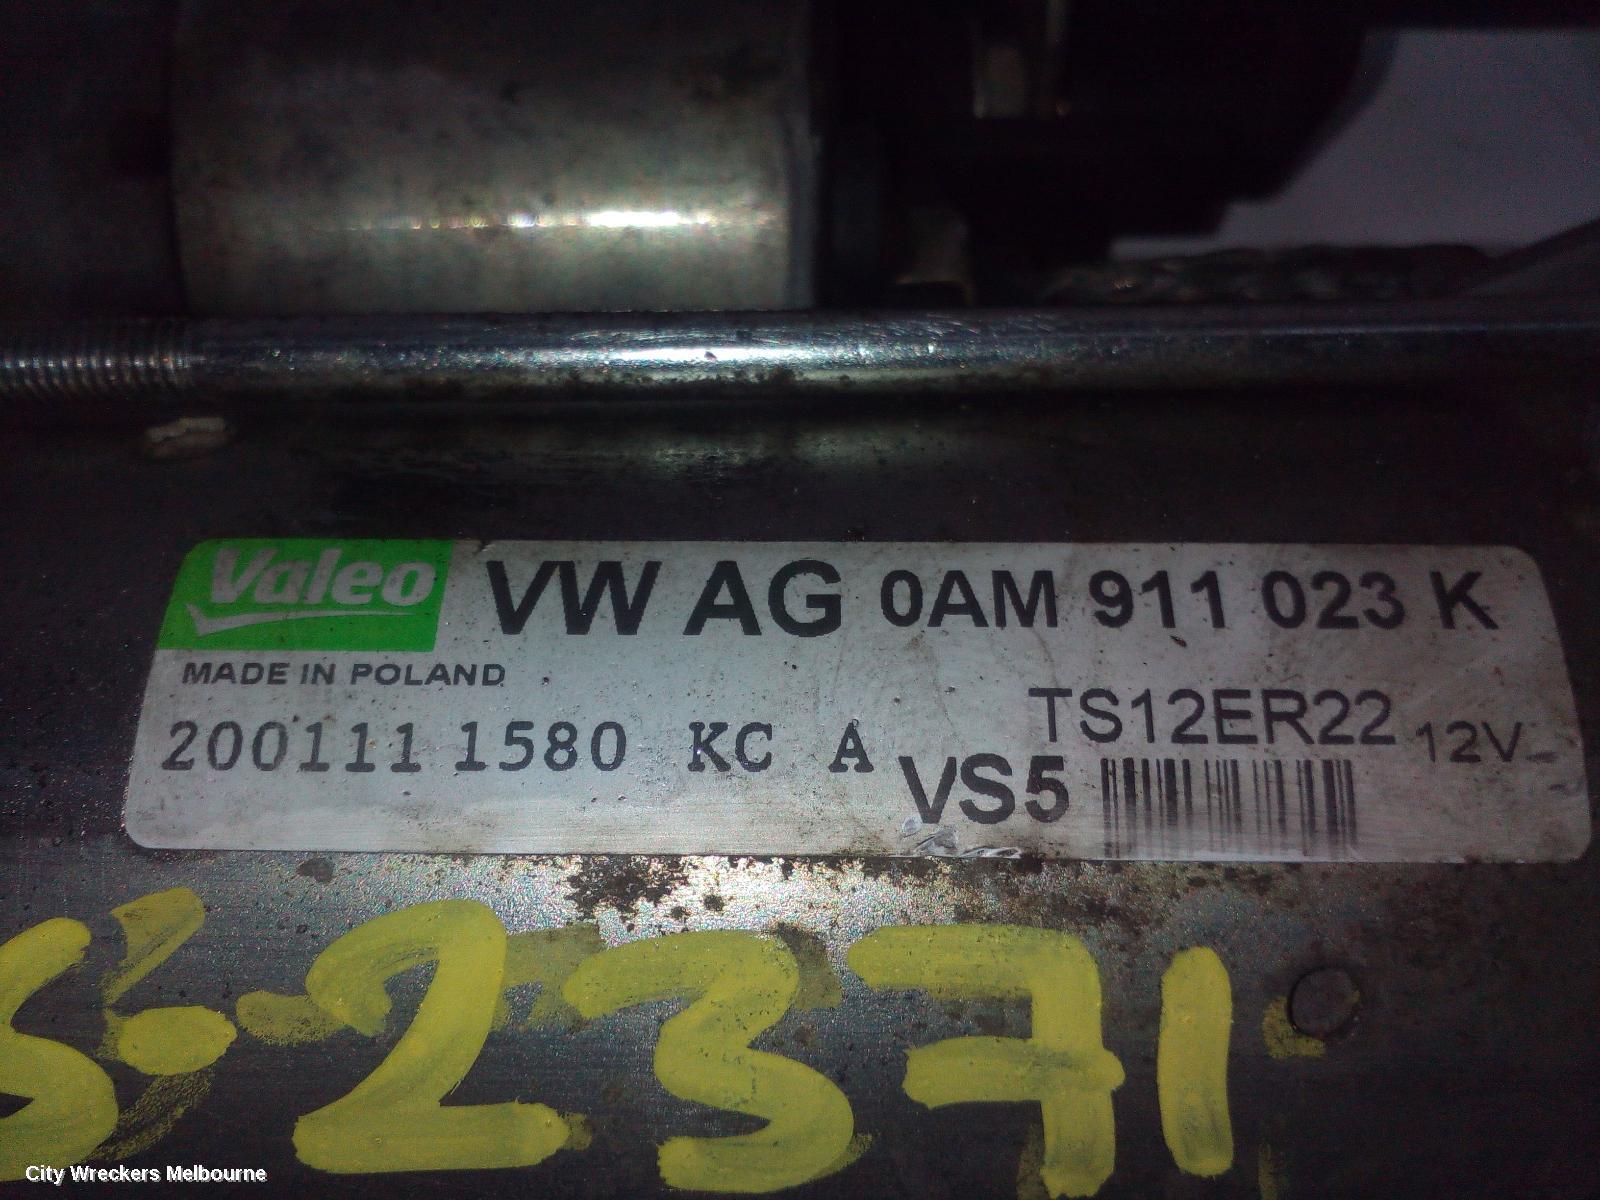 Valeo VW AG 0AM 911 023 K
MADE IN POLAND
TS12ER22 12V
200111 1580 KC A
VS5
S-2371
City Wreckers Melbourne